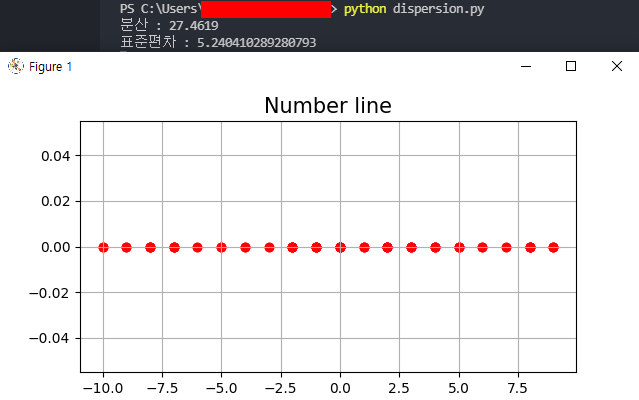 PS C:\Users\> python dispersion.py
분산 : 27.4619
표준편차 : 5.240410289280793
Figure 1
Number line
0.04
0.02
0.00
−0.02
−0.04
−10.0 −7.5 −5.0 −2.5 0.0 2.5 5.0 7.5